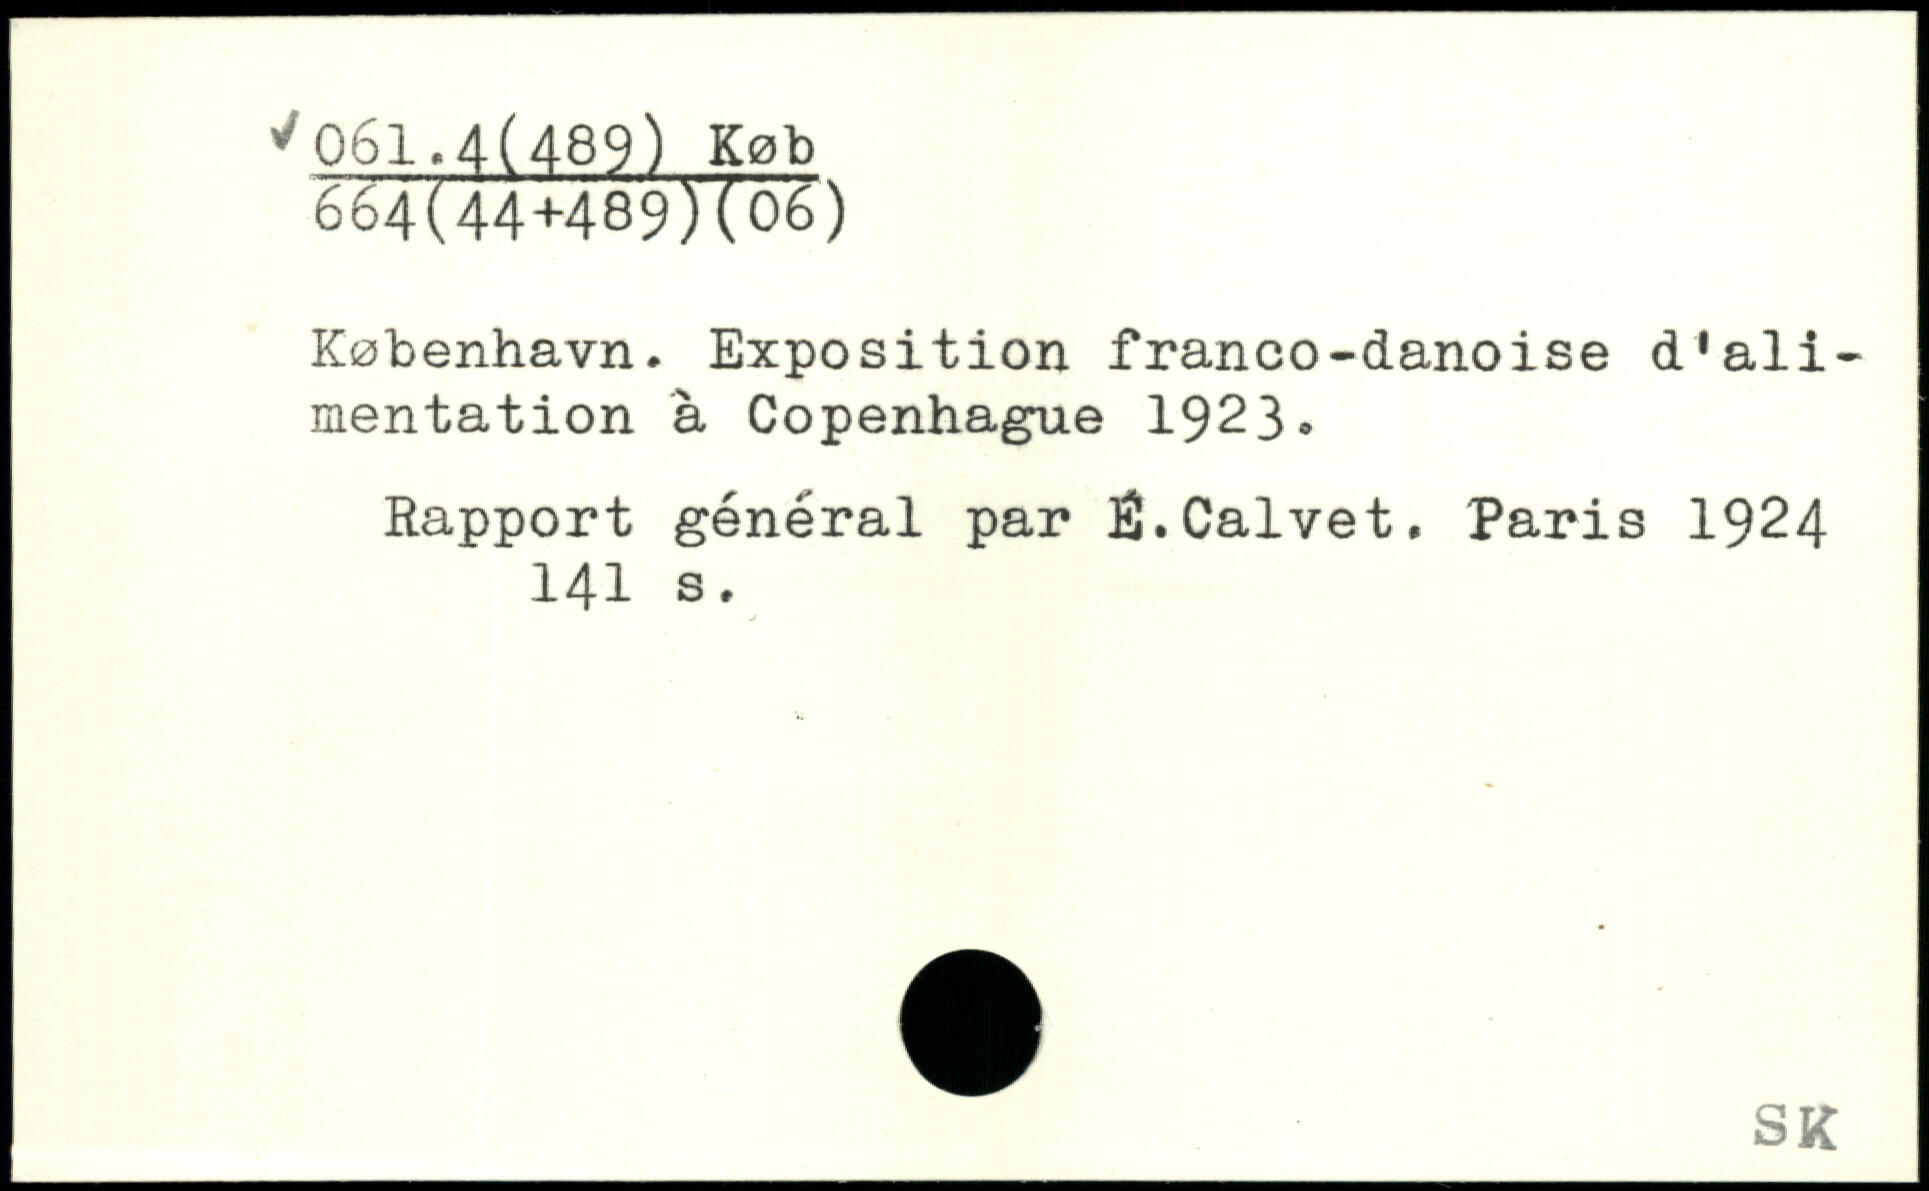 ✓ 061.4(489) Køb
664(44+489)(06)
København. Exposition franco-danoise d'ali-
mentation à Copenhague 1923.
Rapport général par É.Calvet. Paris 1924
141 s.
SK